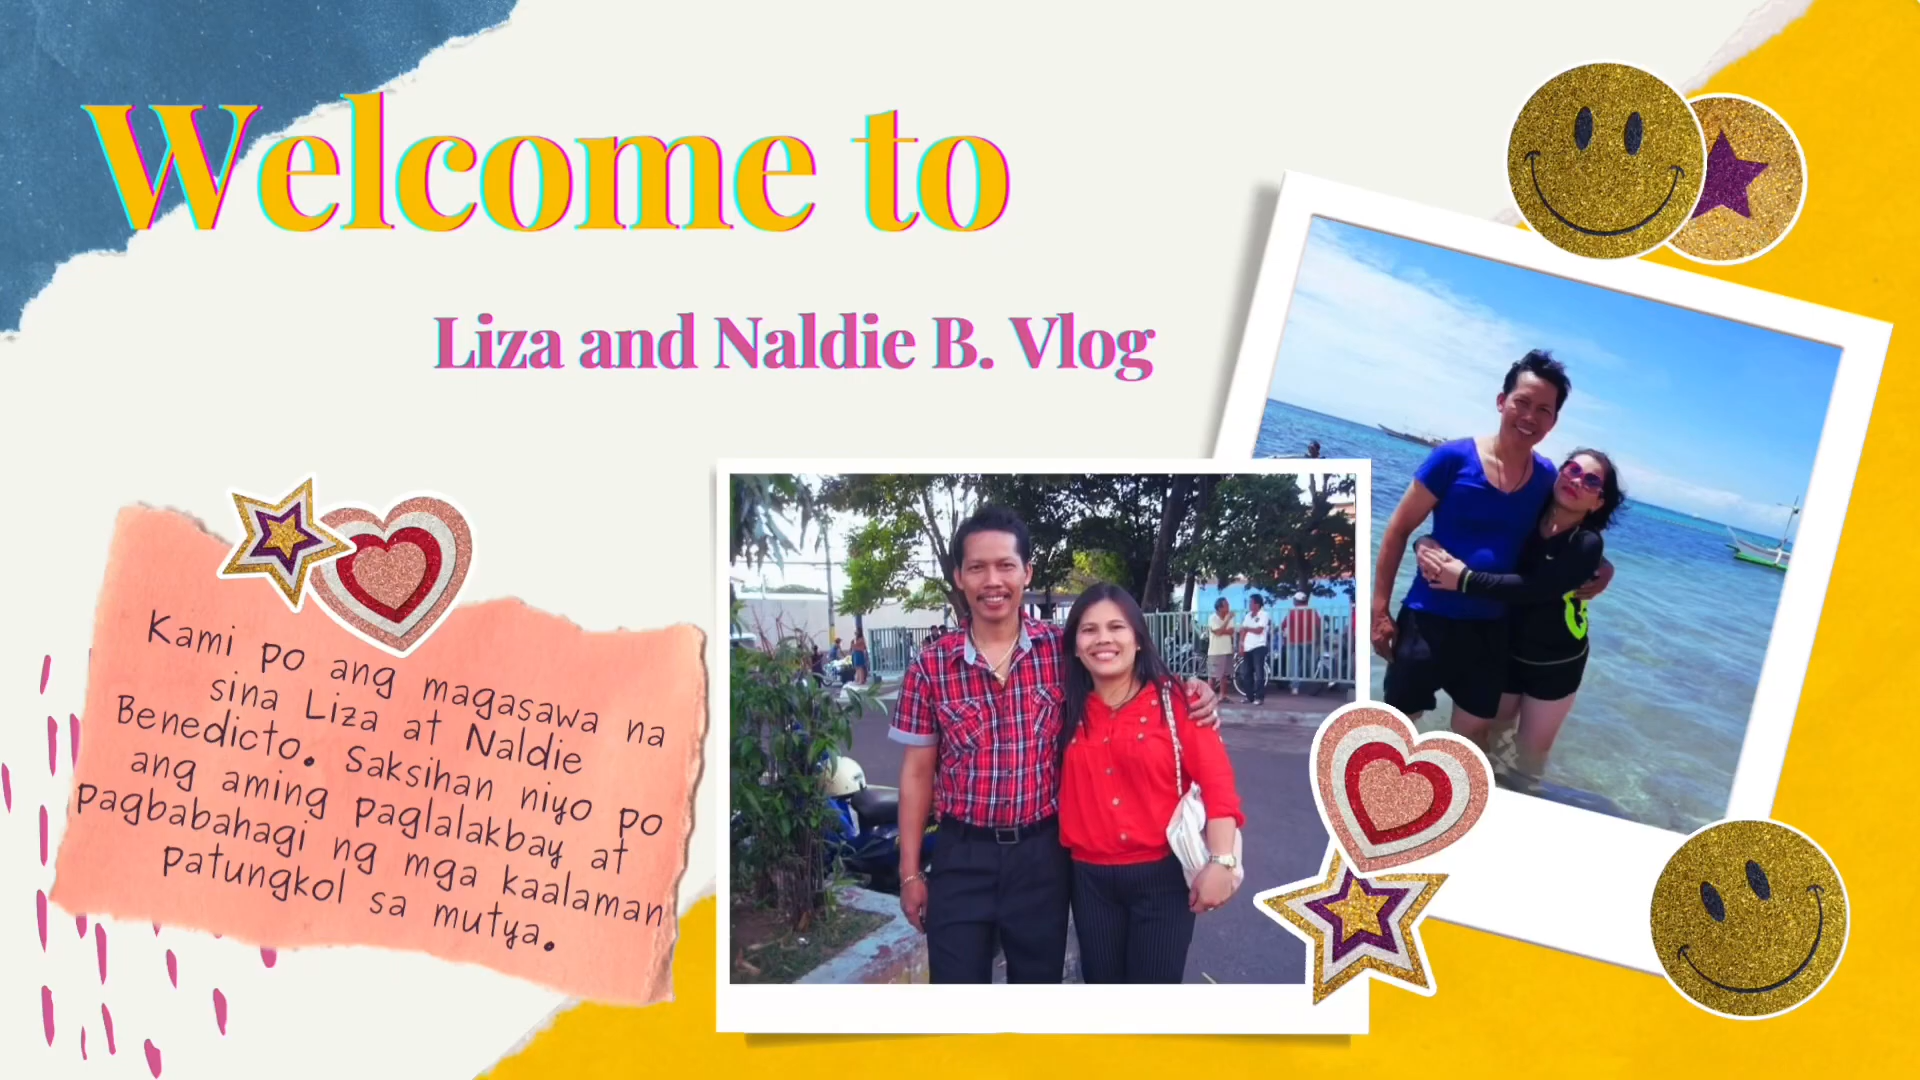 Welcome to
Liza and Naldie B. Vlog
Kami po ang magasawa na
sina Liza at Naldie
Benedicto. Saksihan niyo po
ang aming paglalakbay at
pagbabahagi ng mga kaalaman
patungkol sa mutya.